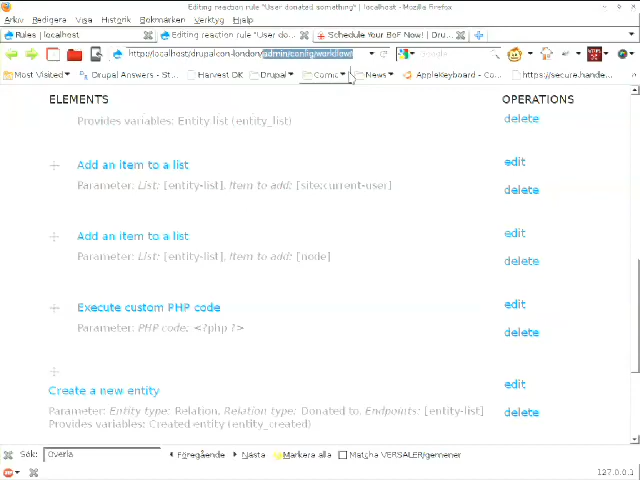 Editing reaction rule "User donated something" | localhost - Mozilla Firefox
Arkiv Redigera Visa Historik Bokmärken Verktyg Hjälp
Rules | localhost Editing reaction rule "User do... Schedule Your BoF Now! | Dru...
http://localhost/drupalcon-london/admin/config/workflow/ google
Most Visited Drupal Answers - St... Harvest DK Drupal Comic News AppleKeyboard - Co... https://secure.hande...
ELEMENTS OPERATIONS
Provides variables: Entity list (entity_list) delete
Add an item to a list edit
Parameter: List: [entity-list], Item to add: [site:current-user] delete
Add an item to a list edit
Parameter: List: [entity-list], Item to add: [node] delete
Execute custom PHP code edit
Parameter: PHP code: <?php ?> delete
Create a new entity edit
Parameter: Entity type: Relation, Relation type: Donated to, Endpoints: [entity-list] delete
Provides variables: Created entity (entity_created)
Sök: Overla Föregående Nästa Markera alla Matcha VERSALER/gemener
127.0.0.1